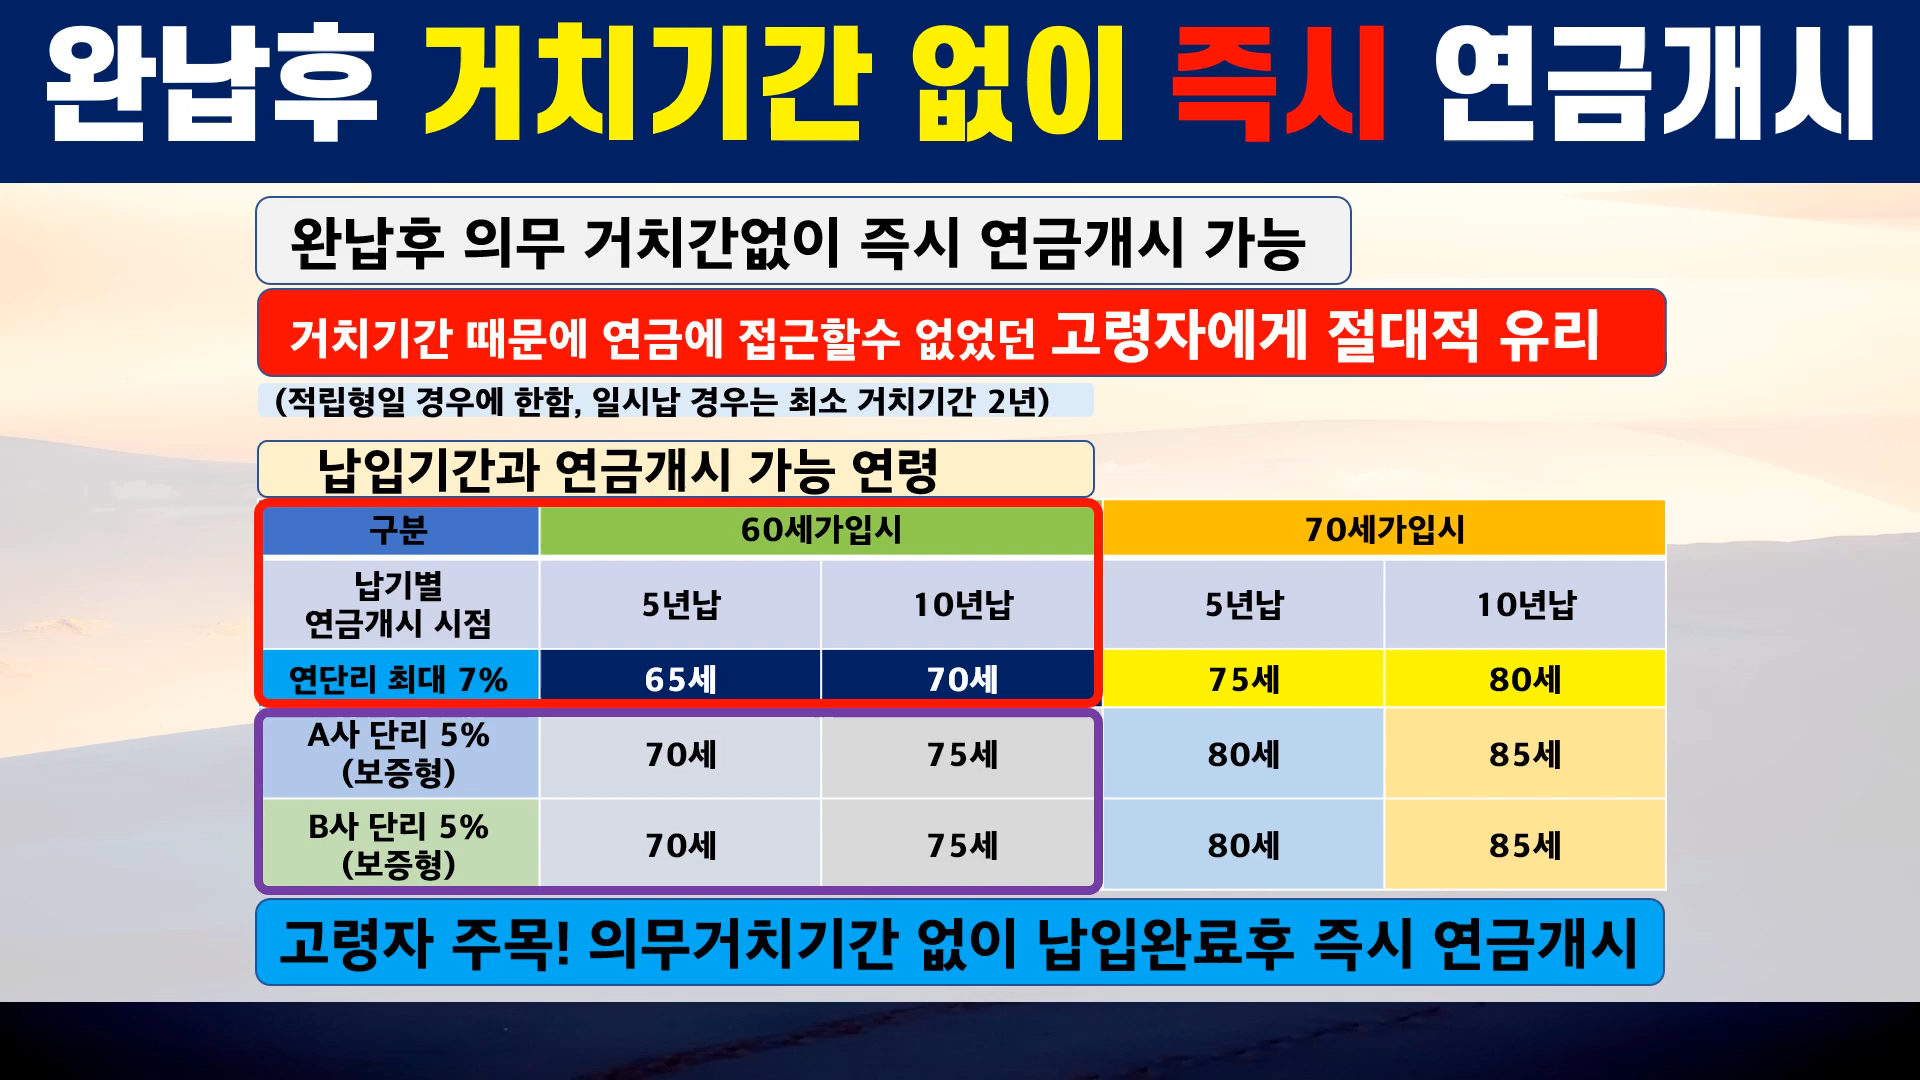 완납후 거치기간 없이 즉시 연금개시
완납후 의무 거치간없이 즉시 연금개시 가능
거치기간 때문에 연금에 접근할수 없었던 고령자에게 절대적 유리
(적립형일 경우에 한함, 일시납 경우는 최소 거치기간 2년)
납입기간과 연금개시 가능 연령
구분 60세가입시 70세가입시
납기별
연금개시 시점 5년납 10년납 5년납 10년납
연단리 최대 7% 65세 70세 75세 80세
A사 단리 5%
(보증형) 70세 75세 80세 85세
B사 단리 5%
(보증형) 70세 75세 80세 85세
고령자 주목! 의무거치기간 없이 납입완료후 즉시 연금개시